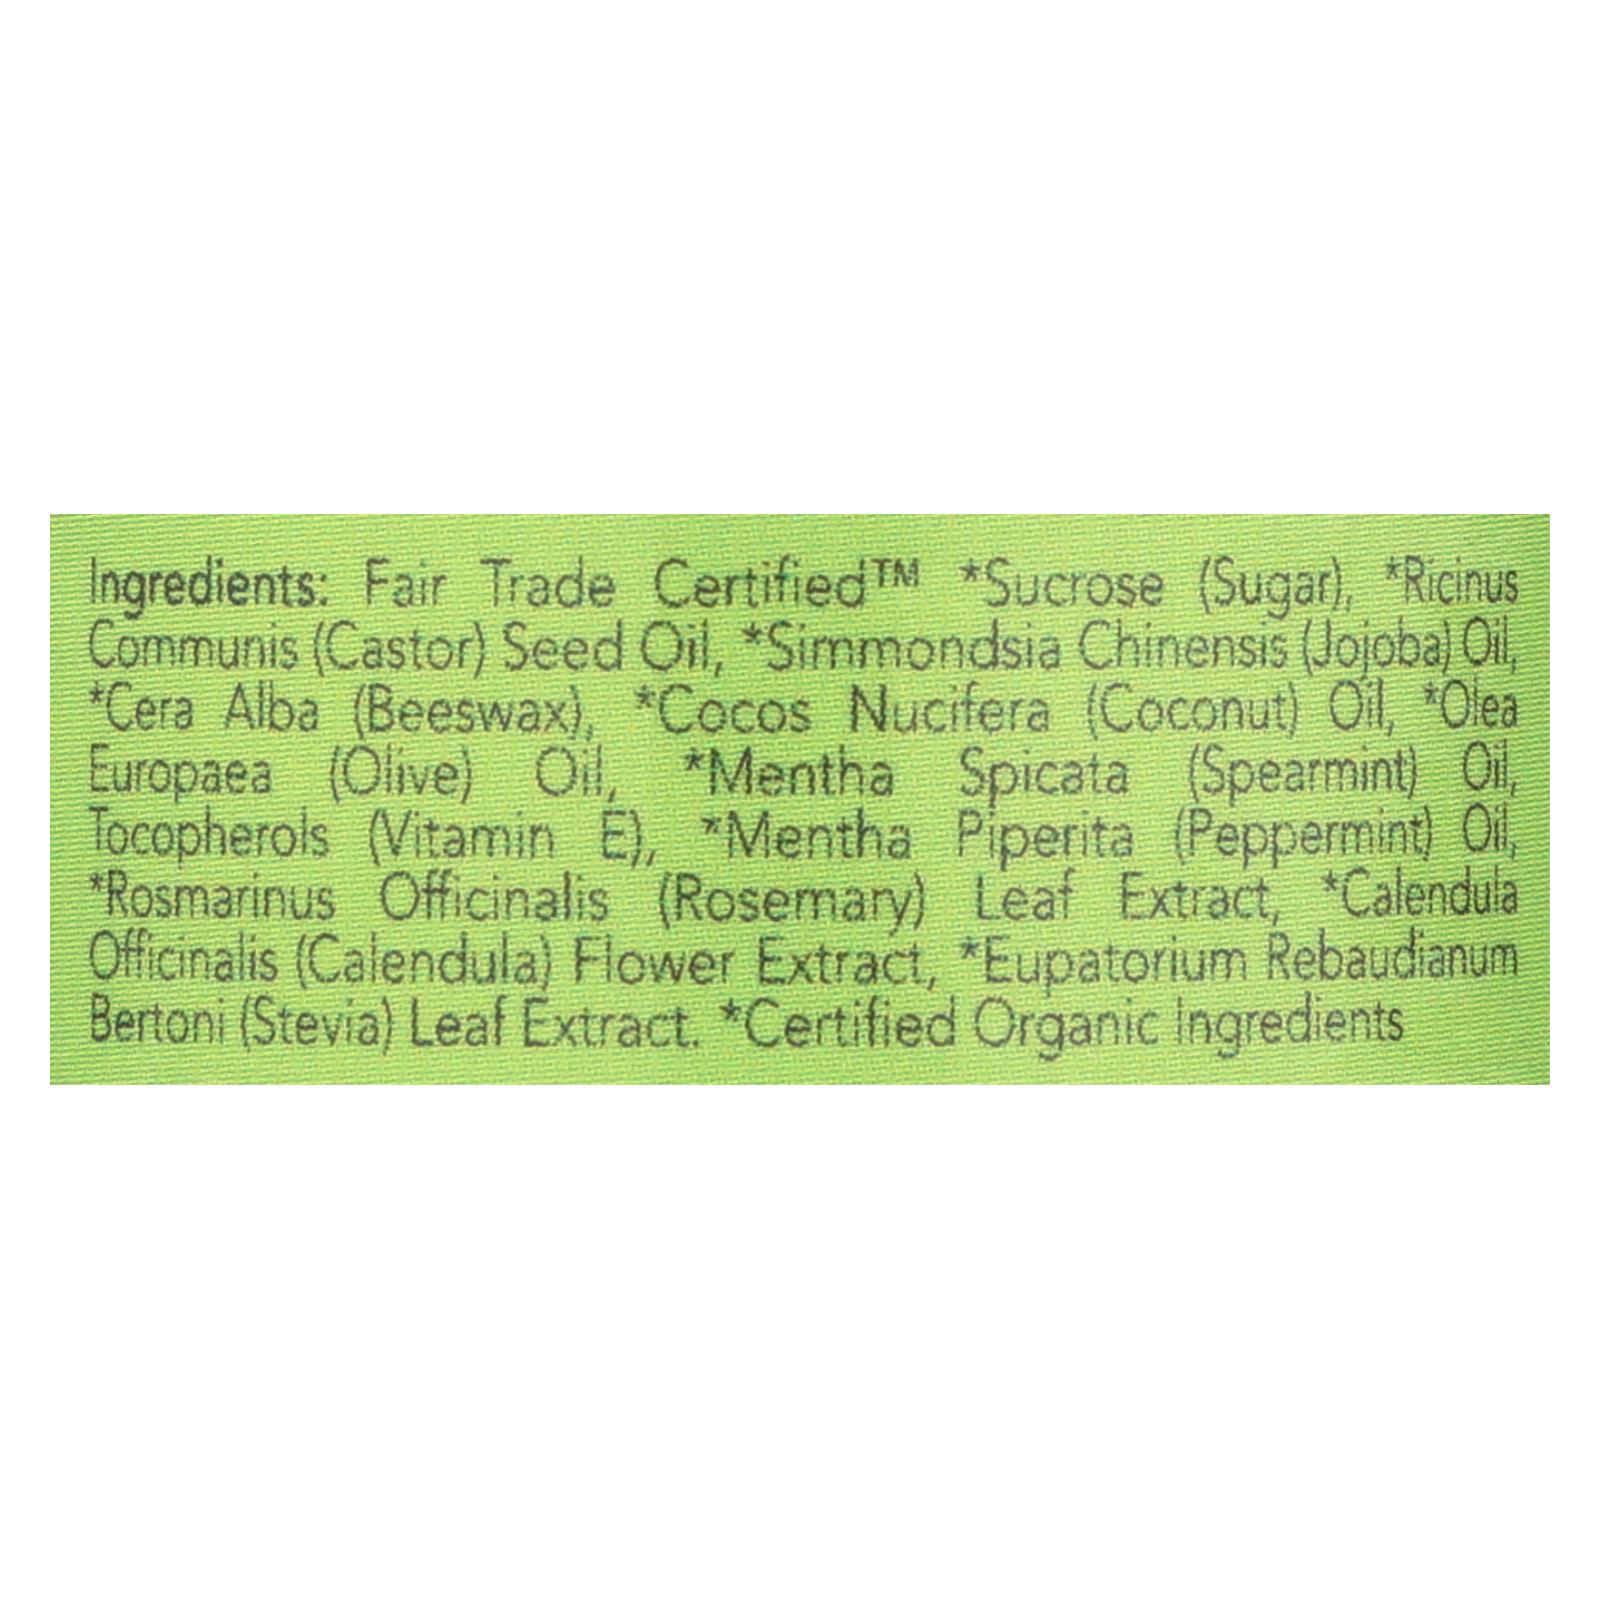 Ingredients: Fair Trade Certified™ *Sucrose (Sugar), *Ricinus
Communis (Castor) Seed Oil, *Simmondsia Chinensis (Jojoba) Oil,
*Cera Alba (Beeswax), *Cocos Nucifera (Coconut) Oil, *Olea
Europaea (Olive) Oil, *Mentha Spicata (Spearmint) Oil,
Tocopherols (Vitamin E), *Mentha Piperita (Peppermint) Oil,
*Rosmarinus Officinalis (Rosemary) Leaf Extract, *Calendula
Officinalis (Calendula) Flower Extract, *Eupatorium Rebaudianum
Bertoni (Stevia) Leaf Extract. *Certified Organic Ingredients